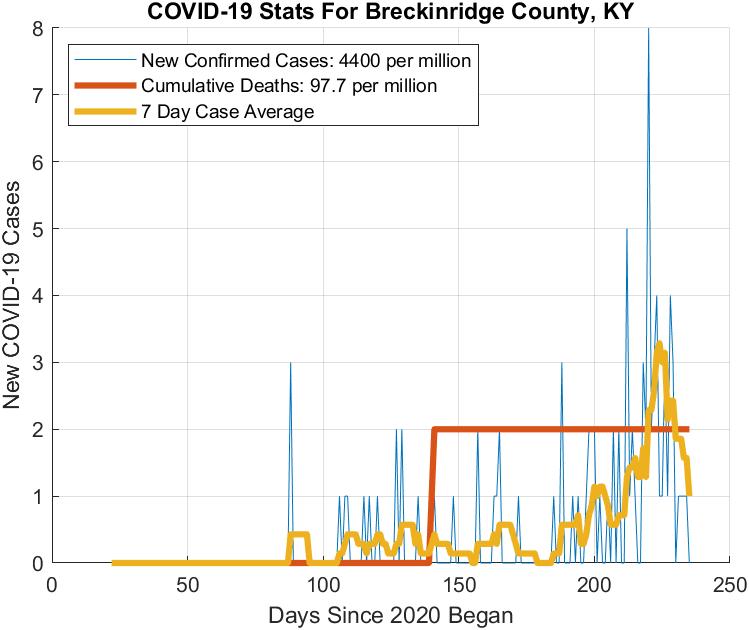 COVID-19 Stats For Breckinridge County, KY
New Confirmed Cases: 4400 per million
Cumulative Deaths: 97.7 per million
7 Day Case Average
New COVID-19 Cases
8
7
6
5
4
3
2
1
0
0 50 100 150 200 250
Days Since 2020 Began